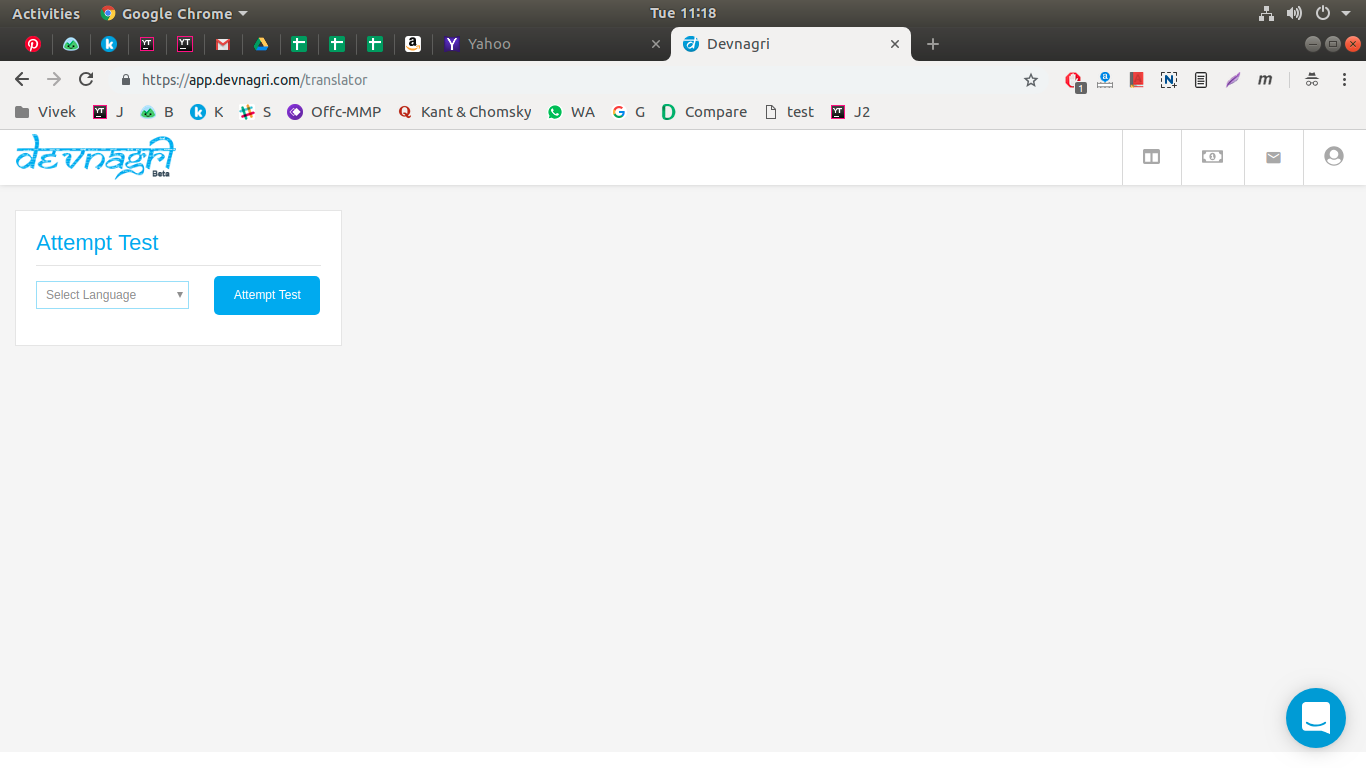 Activities Google Chrome Tue 11:18
Yahoo Devnagri
https://app.devnagri.com/translator 1
Vivek J B K S Offc-MMP Kant & Chomsky WA G Compare test J2
devnagri
Beta
Attempt Test
Select Language Attempt Test